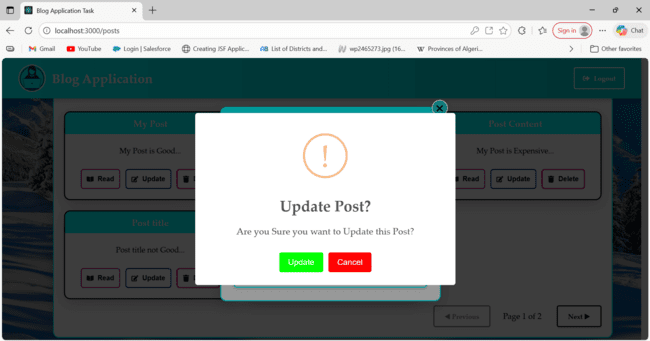 Blog Application Task
localhost:3000/posts
Sign in
Chat
Gmail
YouTube
Login | Salesforce
Creating JSF Applic...
List of Districts and...
wp2465273.jpg (16...
Provinces of Algeri...
Other favorites
Blog Application
Logout
My Post
Post Content
My Post is Good...
My Post is Expensive...
Read
Update
Read
Update
Delete
!
Update Post?
Are you Sure you want to Update this Post?
Update
Cancel
Post title
Post title not Good...
Read
Update
Previous
Page 1 of 2
Next